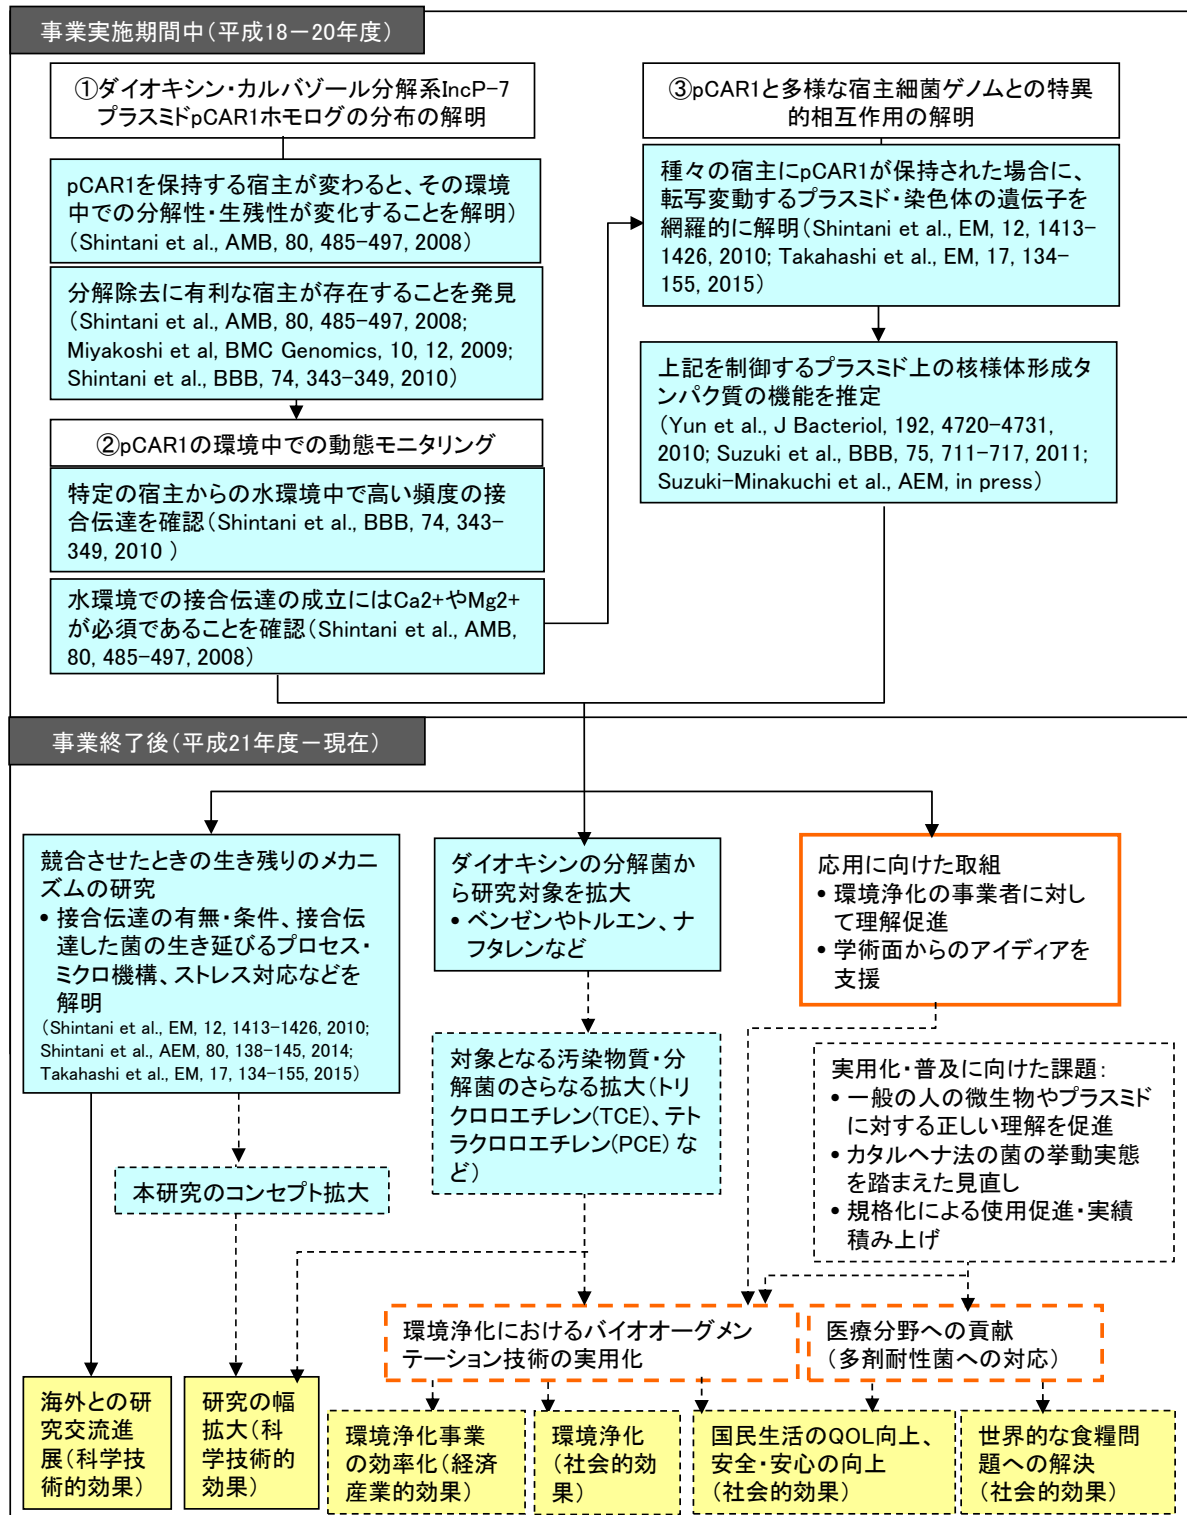 事業実施期間中(平成18－20年度)
①ダイオキシン・カルバゾール分解系IncP-7
プラスミドpCAR1ホモログの分布の解明
pCAR1を保持する宿主が変わると、その環境
中での分解性・生残性が変化することを解明)
(Shintani et al., AMB, 80, 485-497, 2008)
分解除去に有利な宿主が存在することを発見
(Shintani et al., AMB, 80, 485-497, 2008;
Miyakoshi et al, BMC Genomics, 10, 12, 2009;
Shintani et al., BBB, 74, 343-349, 2010)
②pCAR1の環境中での動態モニタリング
特定の宿主からの水環境中で高い頻度の接
合伝達を確認(Shintani et al., BBB, 74, 343-
349, 2010 )
水環境での接合伝達の成立にはCa2+やMg2+
が必須であることを確認(Shintani et al., AMB,
80, 485-497, 2008)
③pCAR1と多様な宿主細菌ゲノムとの特異
的相互作用の解明
種々の宿主にpCAR1が保持された場合に、
転写変動するプラスミド・染色体の遺伝子を
網羅的に解明(Shintani et al., EM, 12, 1413-
1426, 2010; Takahashi et al., EM, 17, 134-
155, 2015)
上記を制御するプラスミド上の核様体形成タ
ンパク質の機能を推定
(Yun et al., J Bacteriol, 192, 4720-4731,
2010; Suzuki et al., BBB, 75, 711-717, 2011;
Suzuki-Minakuchi et al., AEM, in press)
事業終了後(平成21年度－現在)
競合させたときの生き残りのメカニ
ズムの研究
• 接合伝達の有無・条件、接合伝
達した菌の生き延びるプロセス・
ミクロ機構、ストレス対応などを
解明
(Shintani et al., EM, 12, 1413-1426, 2010;
Shintani et al., AEM, 80, 138-145, 2014;
Takahashi et al., EM, 17, 134-155, 2015)
ダイオキシンの分解菌か
ら研究対象を拡大
• ベンゼンやトルエン、ナ
フタレンなど
応用に向けた取組
• 環境浄化の事業者に対し
て理解促進
• 学術面からのアイディアを
支援
対象となる汚染物質・分
解菌のさらなる拡大(トリ
クロロエチレン(TCE)、テト
ラクロロエチレン(PCE) な
ど)
実用化・普及に向けた課題:
• 一般の人の微生物やプラスミド
に対する正しい理解を促進
• カタルヘナ法の菌の挙動実態
を踏まえた見直し
• 規格化による使用促進・実績
積み上げ
本研究のコンセプト拡大
環境浄化におけるバイオオーグメン
テーション技術の実用化
医療分野への貢献
(多剤耐性菌への対応)
海外との研
究交流進
展(科学技
術的効果)
研究の幅
拡大(科
学技術的
効果)
環境浄化事業
の効率化(経済
産業的効果)
環境浄化
(社会的効
果)
国民生活のQOL向上、
安全・安心の向上
(社会的効果)
世界的な食糧問
題への解決
(社会的効果)